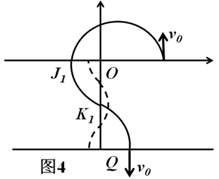 v₀
J₁ O
K₁
图4 Q v₀